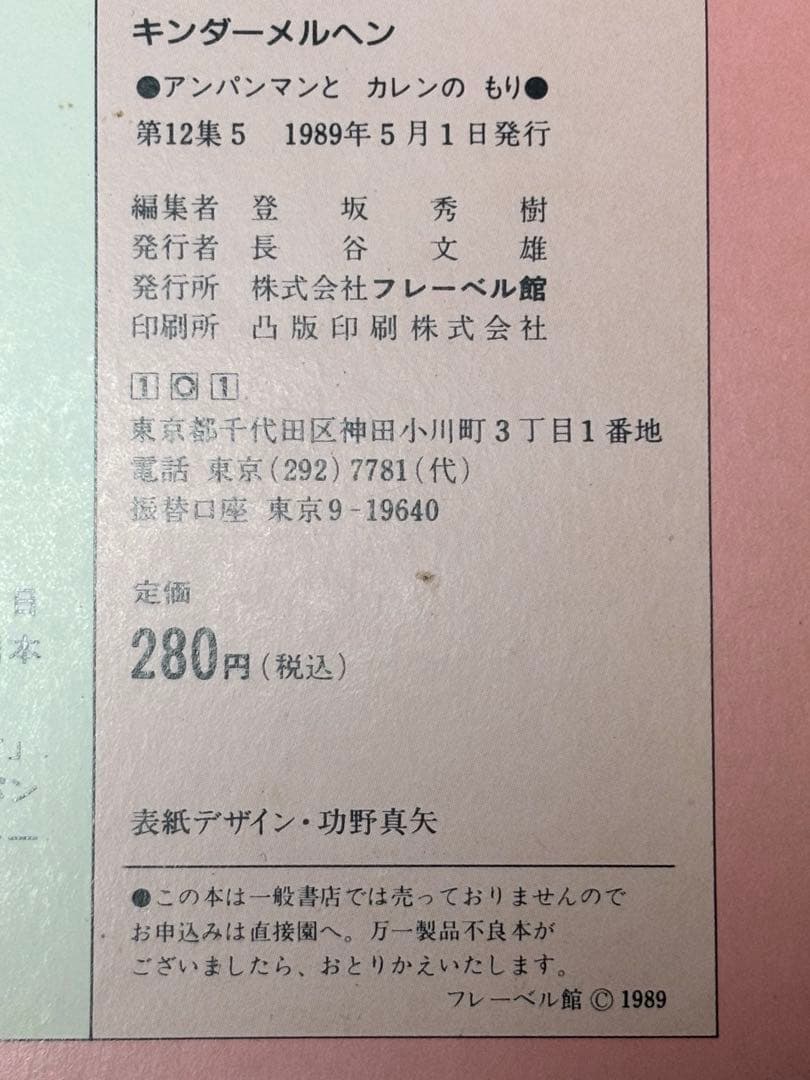 キンダーメルヘン
●アンパンマンと カレンの もり●
第12集5 1989年5月1日発行
編集者 登坂秀樹
発行者 長谷文雄
発行所 株式会社フレーベル館
印刷所 凸版印刷株式会社
101
東京都千代田区神田小川町3丁目1番地
電話 東京(292)7781(代)
振替口座 東京9-19640
定価
280円(税込)
表紙デザイン・功野真矢
●この本は一般書店では売っておりませんので
お申込みは直接園へ。万一製品不良本が
ございましたら、おとりかえいたします。
フレーベル館 © 1989
本